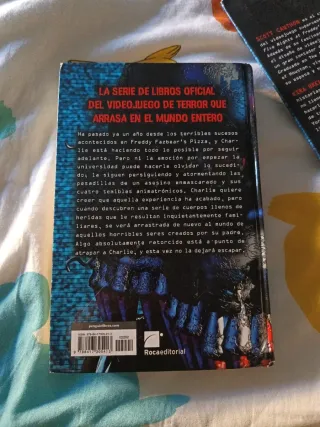 LA SERIE DE LIBROS OFICIAL
DEL VIDEOJUEGO DE TERROR QUE
ARRASA EN EL MUNDO ENTERO
Ha pasado ya un año desde los terribles sucesos
acontecidos en Freddy Fazbear's Pizza, y Char-
lie está haciendo todo lo posible por seguir
adelante. Pero ni la emoción por empezar la
universidad puede hacerla olvidar lo sucedi-
do, le siguen persiguiendo y atormentando las
pesadillas de un asesino enmascarado y sus
cuatro temibles animatrónicos. Charlie quiere
creer que aquella experiencia ha acabado, pero
cuando descubren una serie de cuerpos llenos de
heridas que le resultan inquietantemente fami-
liares, se verá arrastrada de nuevo al mundo de
aquellos horribles seres creados por su padre.
Algo absolutamente retorcido está a punto de
atrapar a Charlie, y esta vez no la dejará escapar.
Rocaeditorial
SCOTT CAWTHON